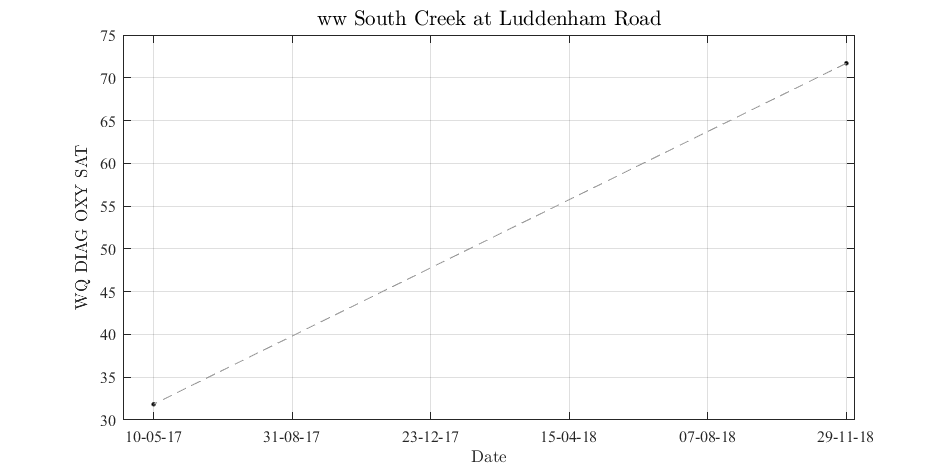 ww South Creek at Luddenham Road
75
70
65
60
55
50
45
40
35
30
WQ DIAG OXY SAT
10-05-17 31-08-17 23-12-17 15-04-18 07-08-18 29-11-18
Date